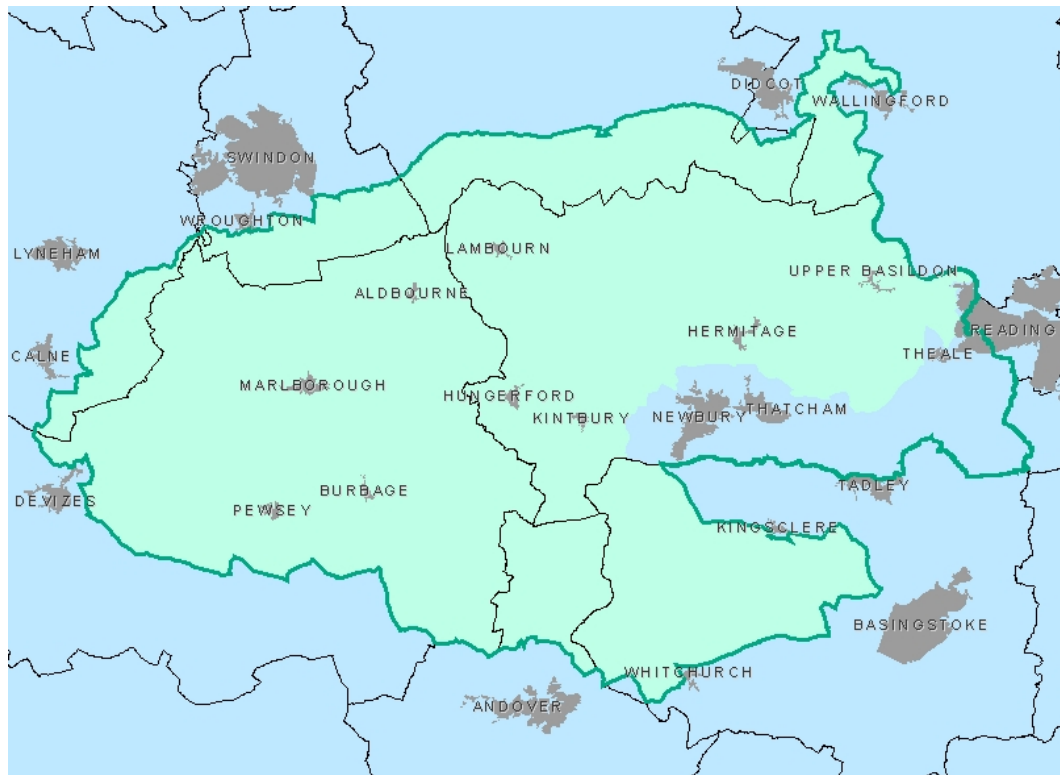 DIDCOT
WALLINGFORD
SWINDON
WROUGHTON
LAMBOURN
LYNEHAM
UPPER BASILDON
ALDBOURNE
HERMITAGE
READING
CALNE
THEALE
MARLBOROUGH
HUNGERFORD
KINTBURY
NEWBURY
THATCHAM
DEVIZES
BURBAGE
TADLEY
PEWSEY
KINGSCLERE
BASINGSTOKE
WHITCHURCH
ANDOVER